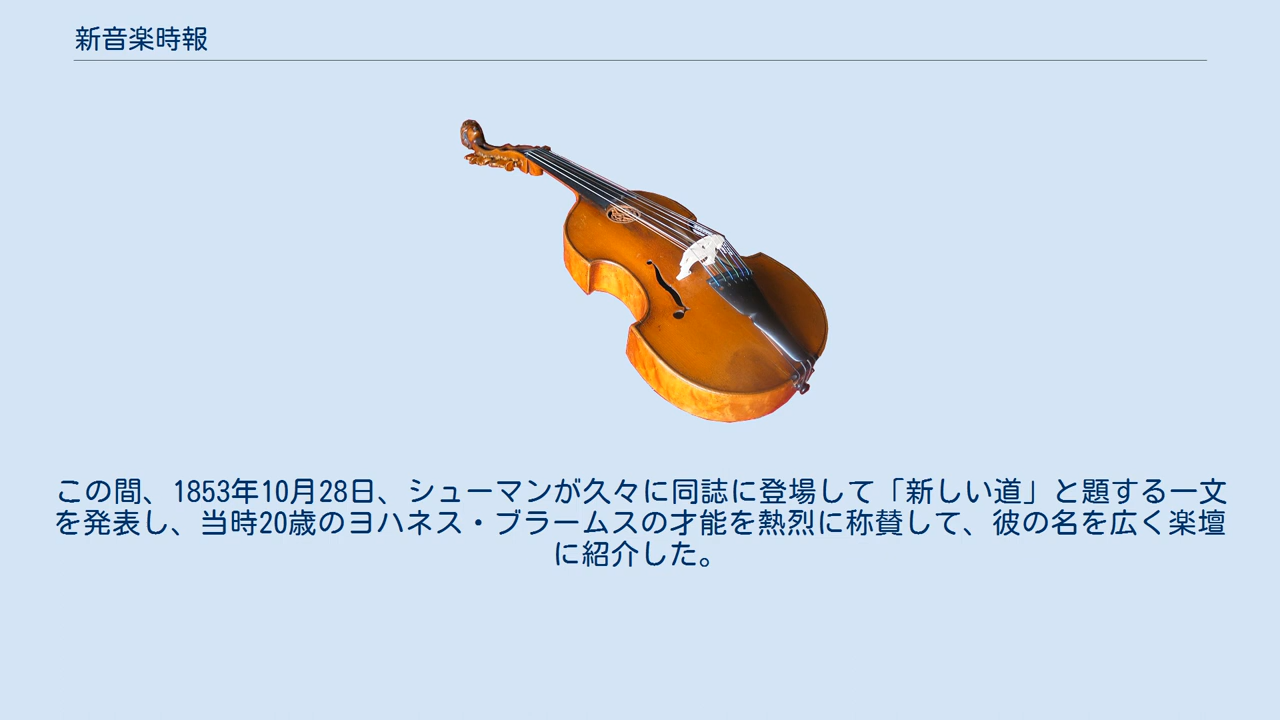 新音楽時報
この間、1853年10月28日、シューマンが久々に同誌に登場して「新しい道」と題する一文
を発表し、当時20歳のヨハネス・ブラームスの才能を熱烈に称賛して、彼の名を広く楽壇
に紹介した。